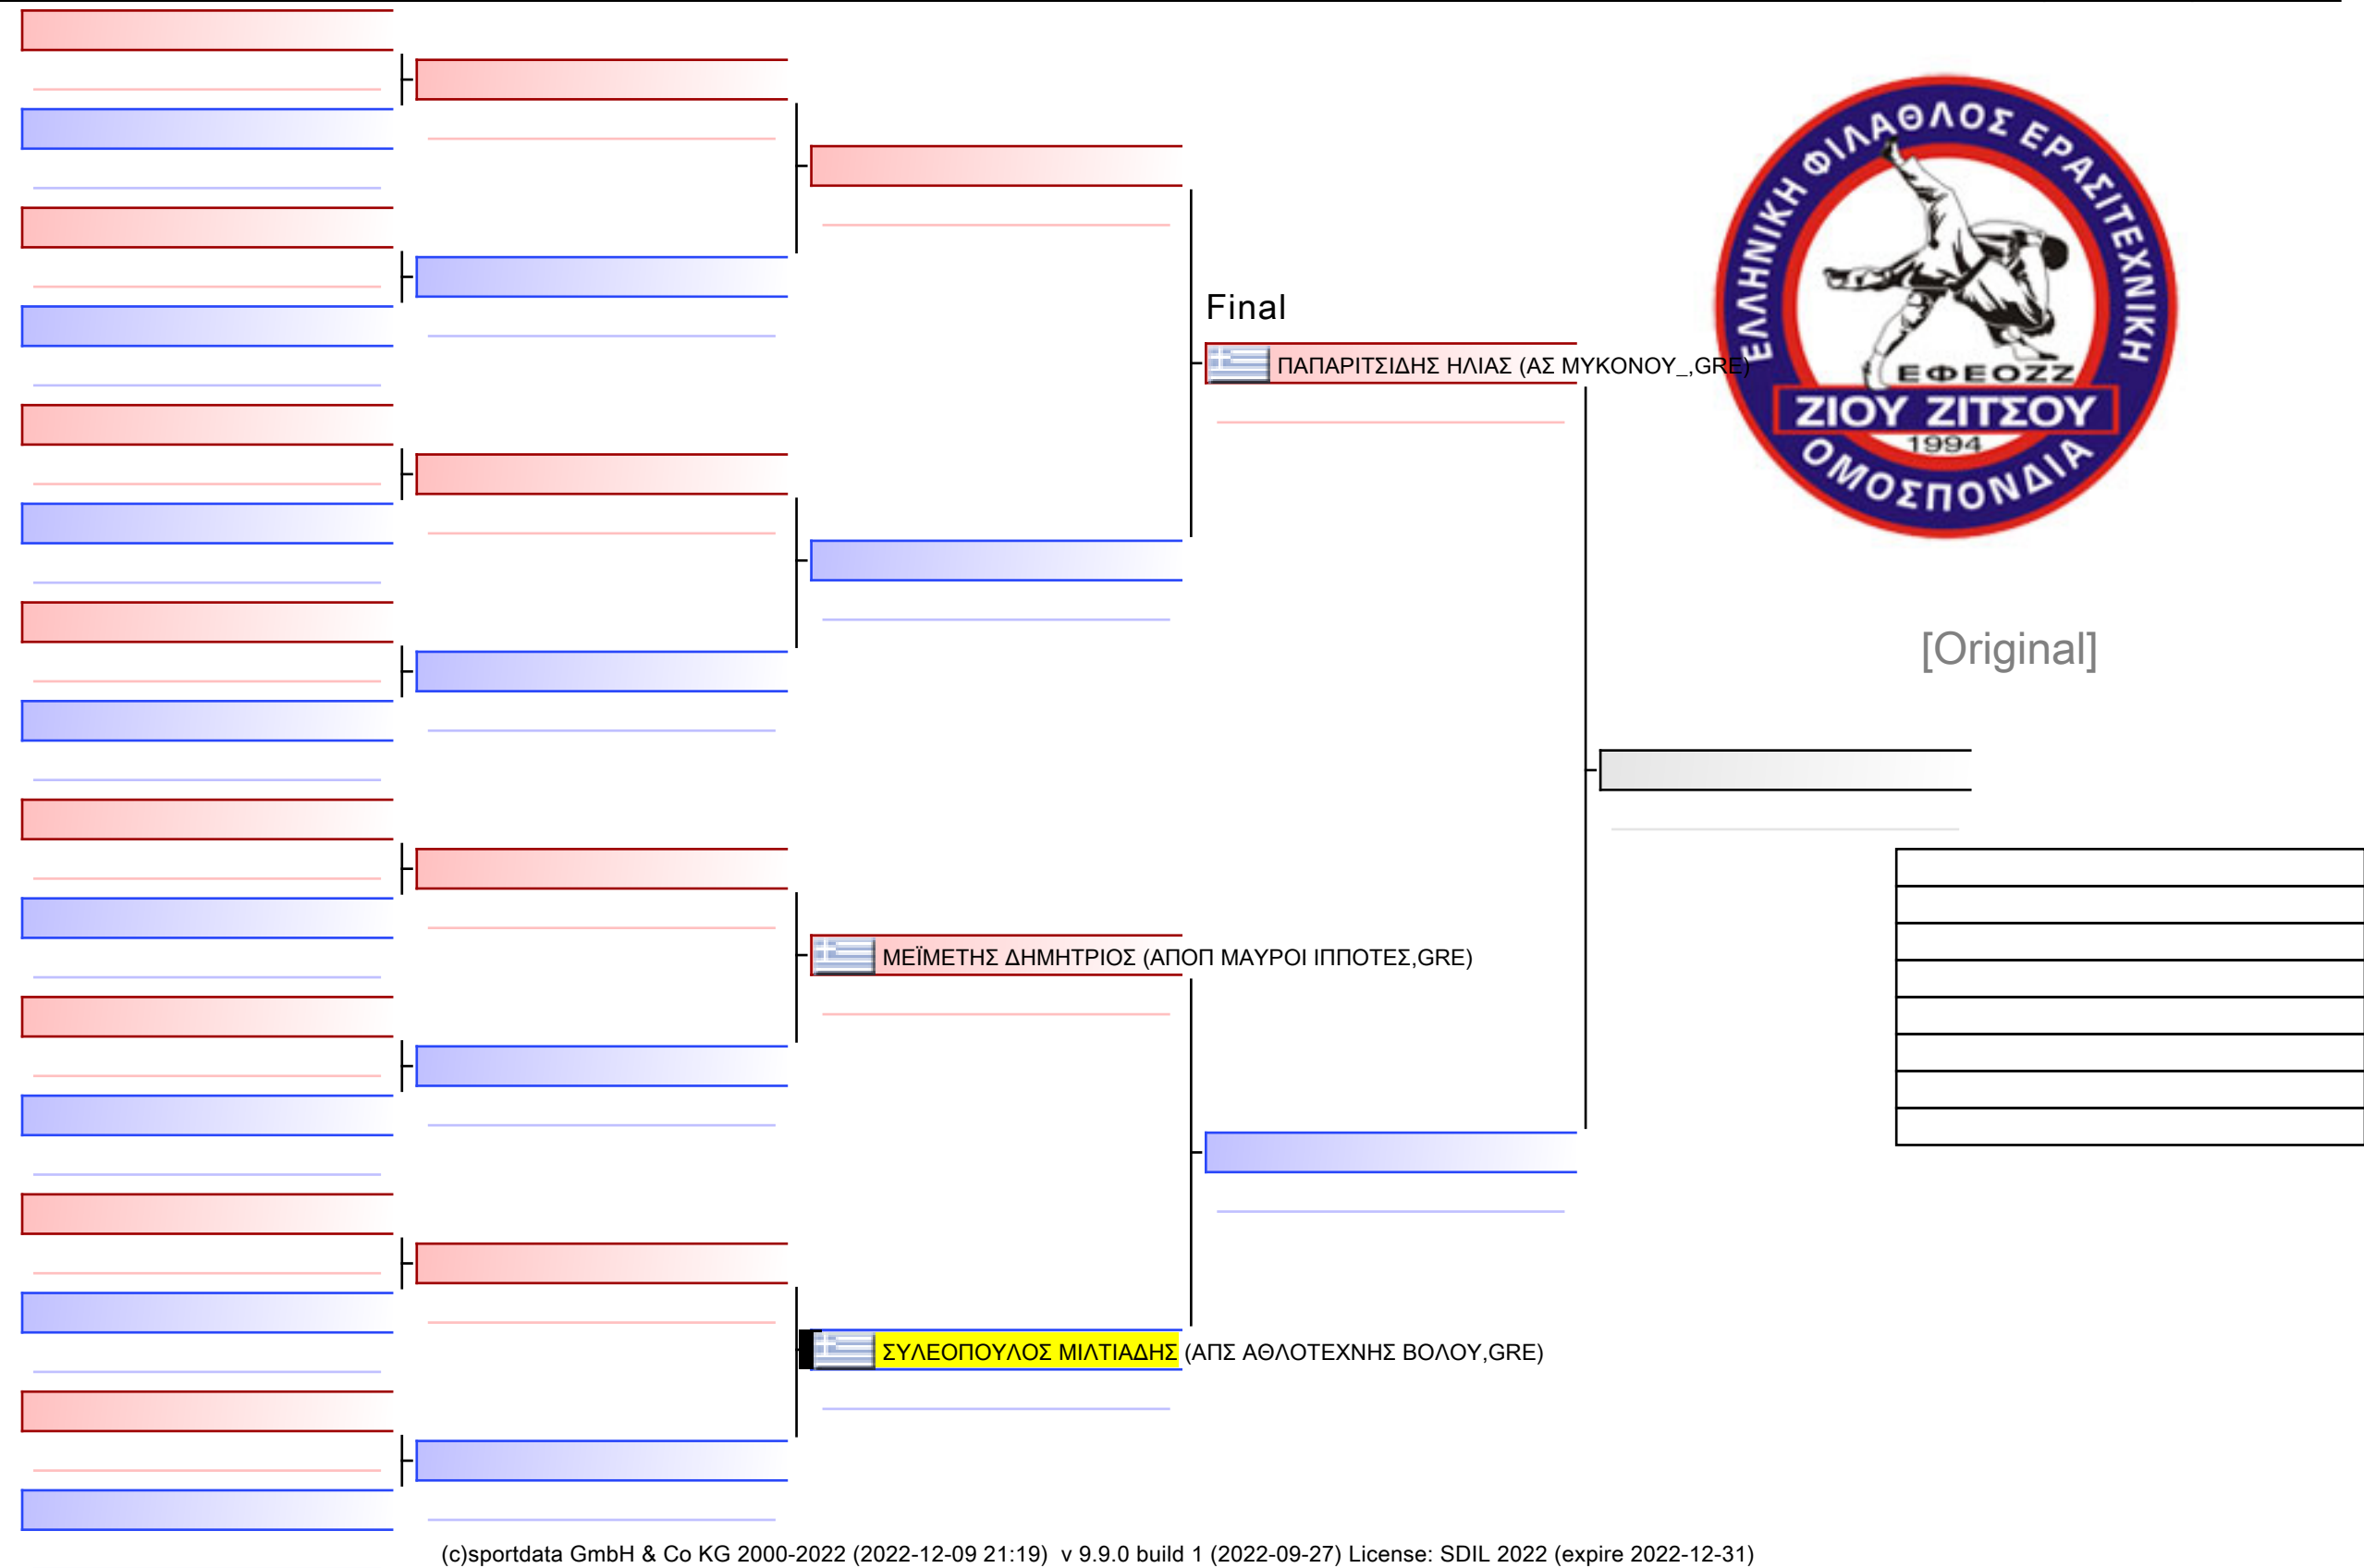 ΕΛΛΗΝΙΚΗ ΦΙΛΑΘΛΟΣ ΕΡΑΣΙΤΕΧΝΙΚΗ
Final
ΠΑΠΑΡΙΤΣΙΔΗΣ ΗΛΙΑΣ (ΑΣ ΜΥΚΟΝΟΥ_,GRE)
ΕΦΕΟΖΖ
ΖΙΟΥ ΖΙΤΣΟΥ
1994
ΟΜΟΣΠΟΝΔΙΑ
[Original]
ΜΕΪΜΕΤΗΣ ΔΗΜΗΤΡΙΟΣ (ΑΠΟΠ ΜΑΥΡΟΙ ΙΠΠΟΤΕΣ,GRE)
ΣΥΛΕΟΠΟΥΛΟΣ ΜΙΛΤΙΑΔΗΣ (ΑΠΣ ΑΘΛΟΤΕΧΝΗΣ ΒΟΛΟΥ,GRE)
(c)sportdata GmbH & Co KG 2000-2022 (2022-12-09 21:19) v 9.9.0 build 1 (2022-09-27) License: SDIL 2022 (expire 2022-12-31)